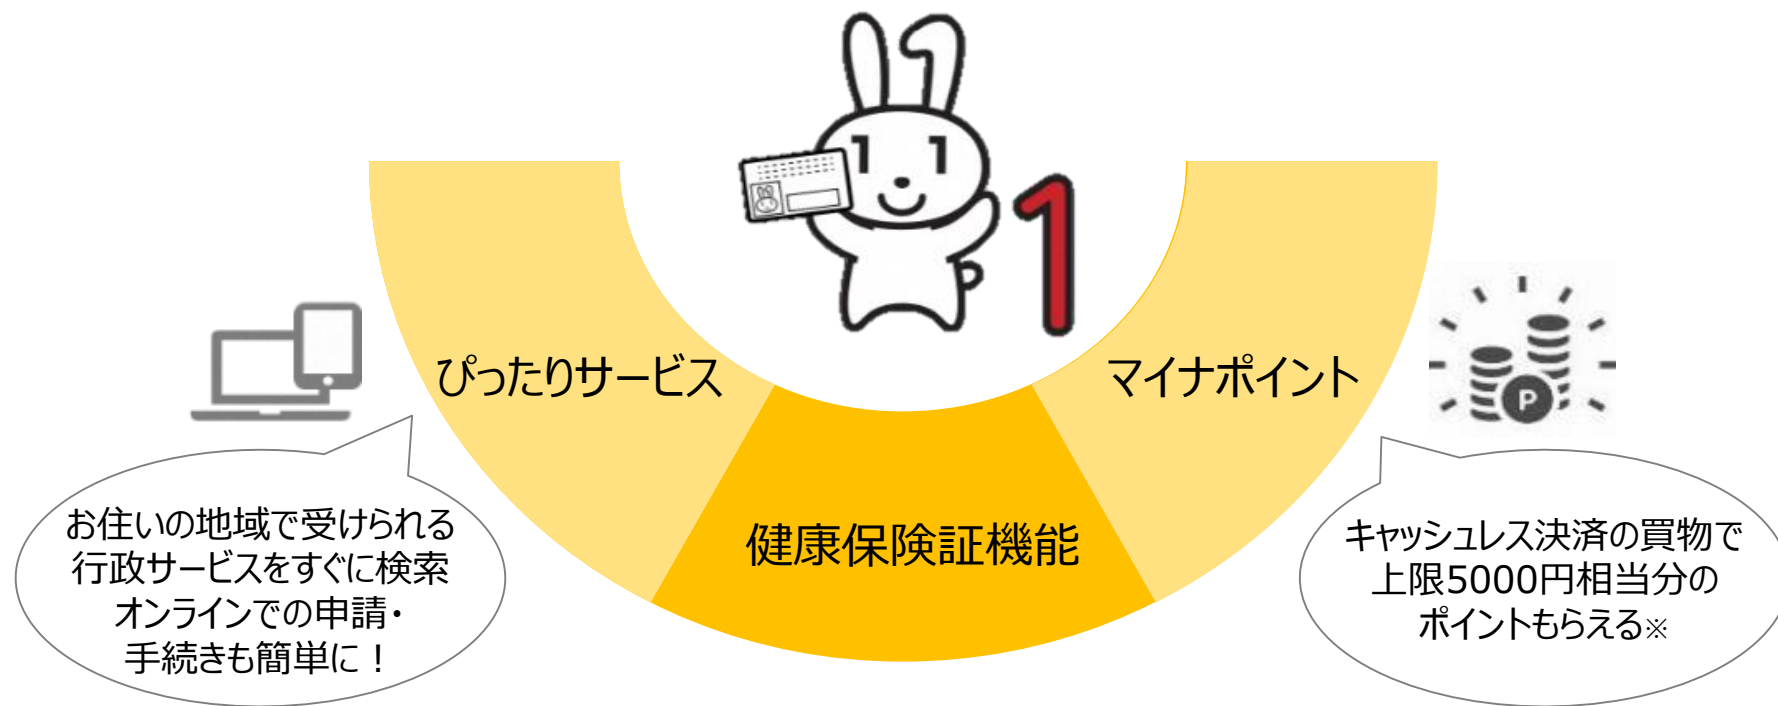 1
ぴったりサービス
マイナポイント
P
健康保険証機能
お住いの地域で受けられる
行政サービスをすぐに検索
オンラインでの申請・
手続きも簡単に！
キャッシュレス決済の買物で
上限5000円相当分の
ポイントもらえる※